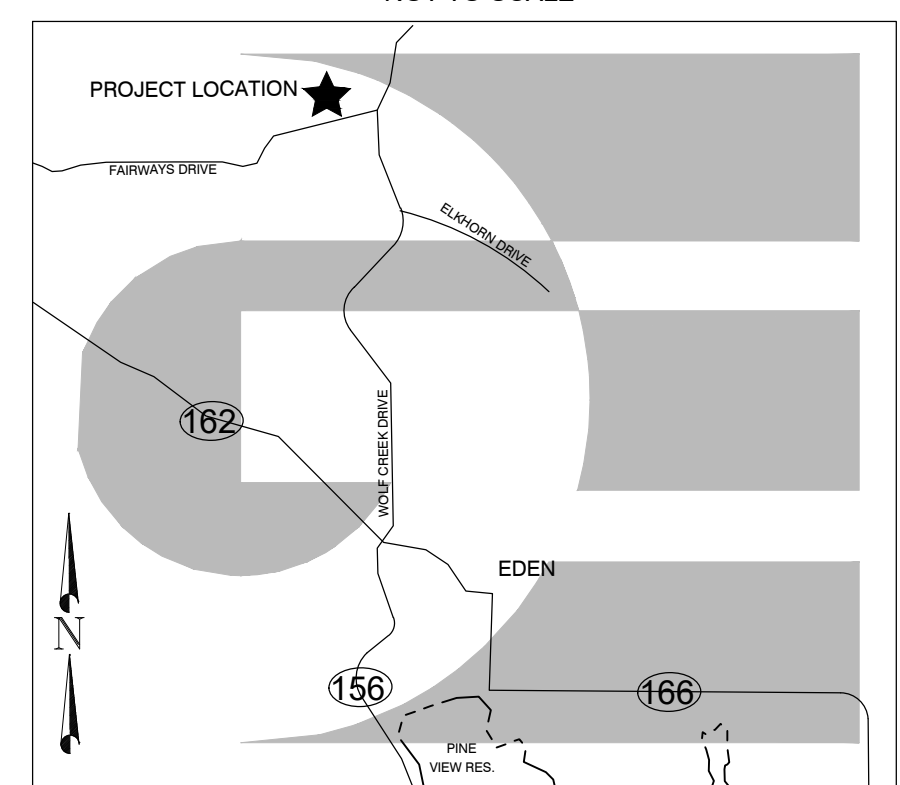 NOT TO SCALE
PROJECT LOCATION
FAIRWAYS DRIVE
ELKHORN DRIVE
162
WOLF CREEK DRIVE
EDEN
N
156
166
PINE
VIEW RES.